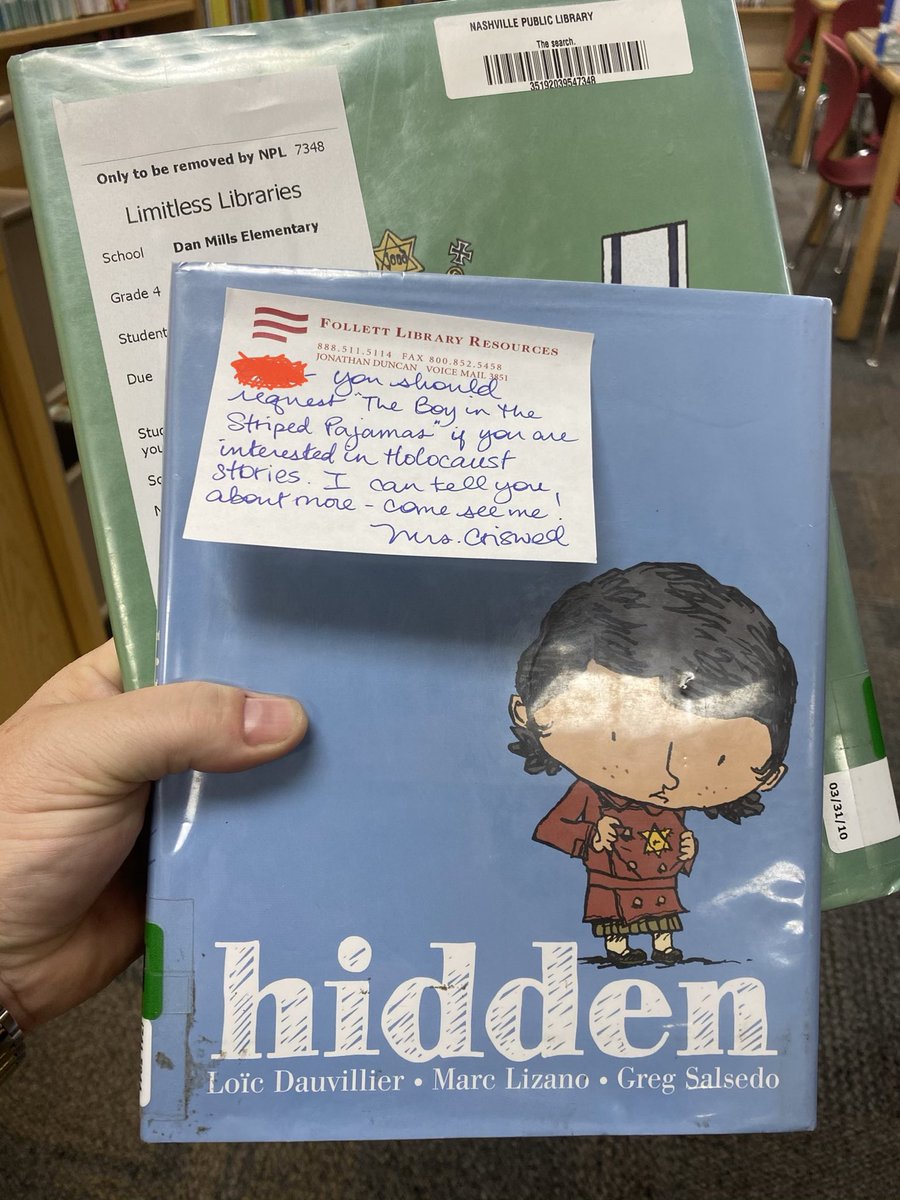 NASHVILLE PUBLIC LIBRARY
The search.
35192039547348
Only to be removed by NPL 7348
Limitless Libraries
School Dan Mills Elementary
Grade 4
Student
Due
you
Jood
FOLLETT LIBRARY RESOURCES
888.511.5114 FAX 800.852.5458
JONATHAN DUNCAN VOICE MAIL 3851
- you should
request "The Boy in the
Striped Pajamas" if you are
interested in Holocaust
stories. I can tell you
about more - come see me!
Mrs. Criswell
03/31/10
hidden
Loïc Dauvillier • Marc Lizano • Greg Salsedo